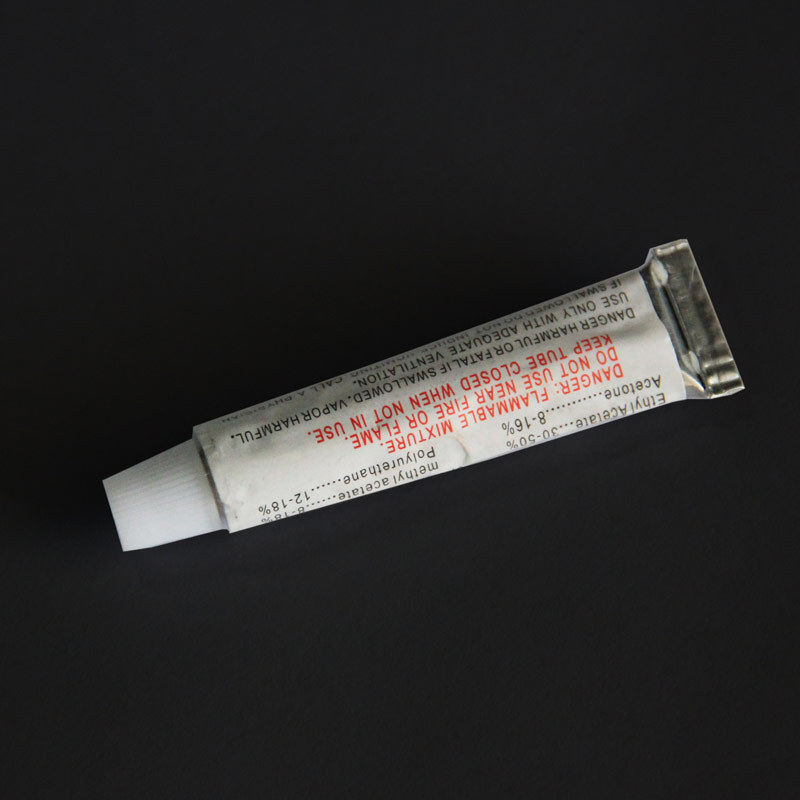 Ethyl Acetate....30-50% methyl acetate......8-18%
Acetone..........8-16% Polyurethane......12-18%
DANGER: FLAMMABLE MIXTURE.
DO NOT USE NEAR FIRE OR FLAME.
KEEP TUBE CLOSED WHEN NOT IN USE.
DANGER HARMFUL OR FATAL IF SWALLOWED. VAPOR HARMFUL.
USE ONLY WITH ADEQUATE VENTILATION.
IF SWALLOWED DO NOT INDUCE VOMITING CALL A PHYSICIAN